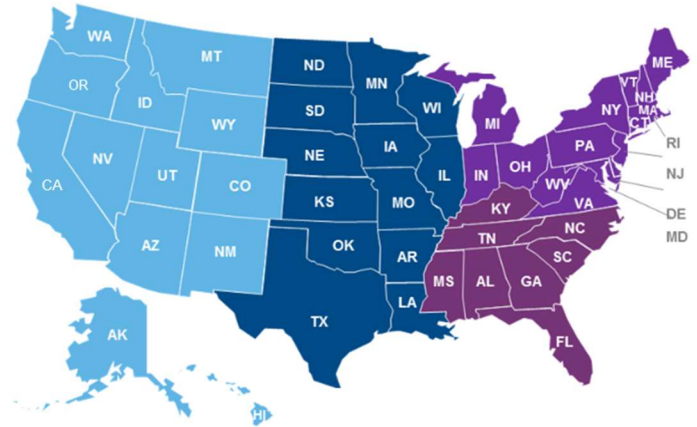 WA
MT
ND
MN
ME
OR
VT
NH
ID
SD
WI
NY
MA
WY
MI
CT
RI
NV
NE
IA
PA
UT
CO
IL
IN
OH
NJ
CA
KS
MO
WV
KY
VA
DE
AZ
NM
OK
TN
NC
MD
AR
SC
MS
AL
GA
LA
TX
AK
FL
HI